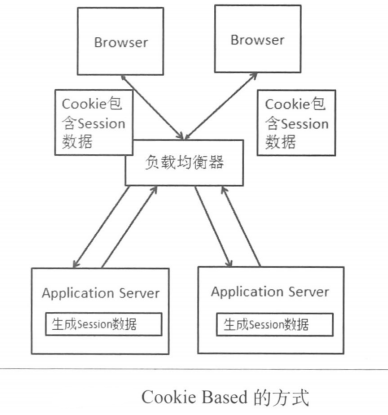 Browser
Browser
Cookie包
含Session
数据
Cookie包
含Session
数据
负载均衡器
Application Server
生成Session数据
Application Server
生成Session数据
Cookie Based 的方式